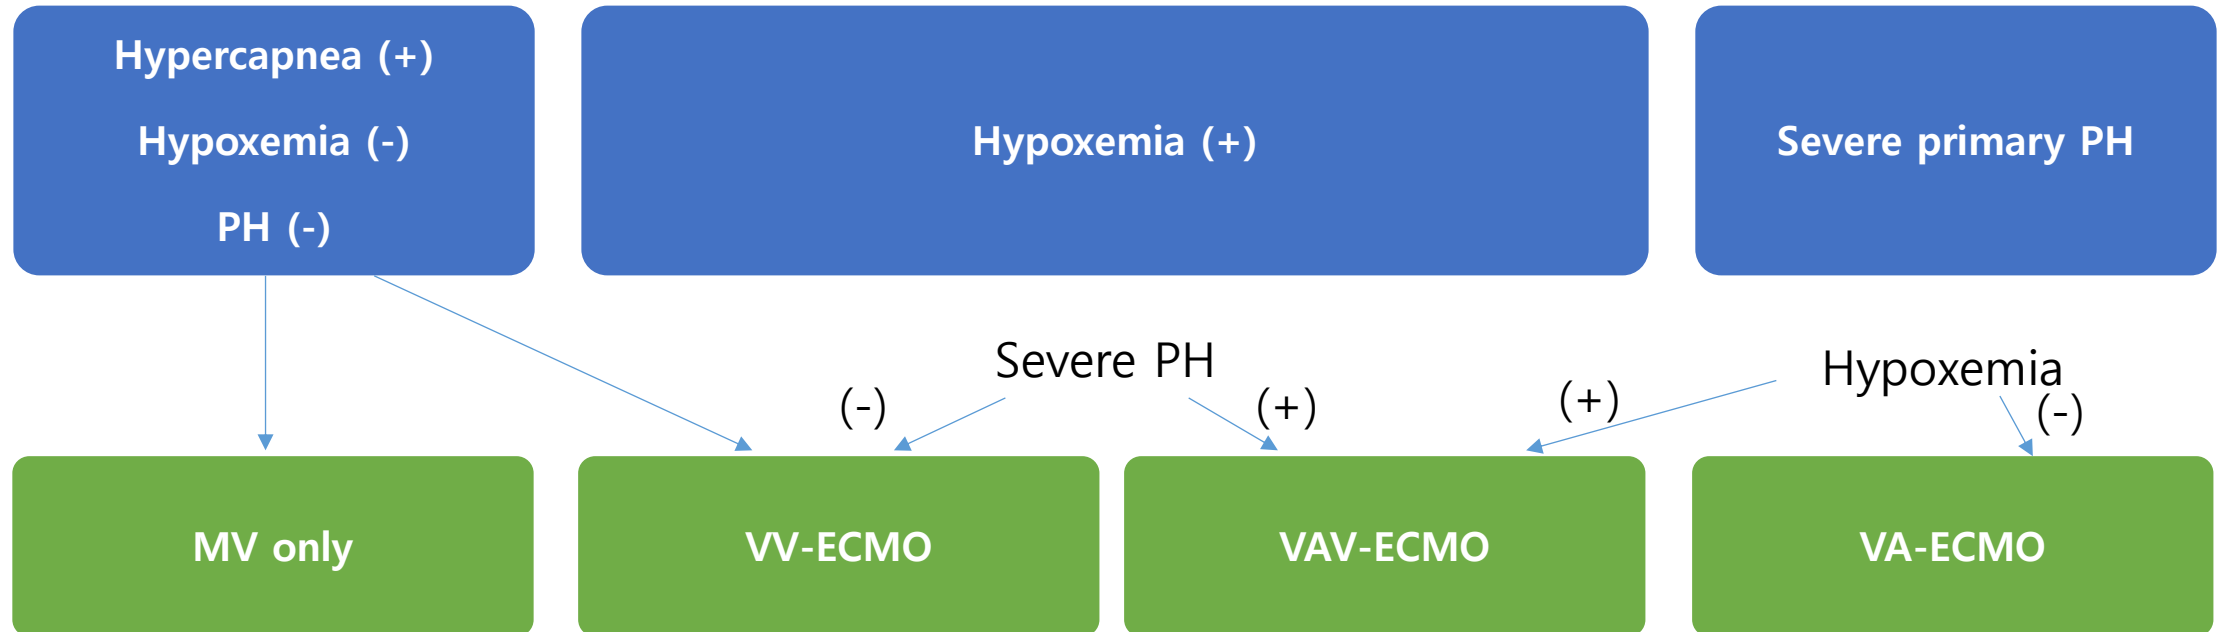 Hypercapnea (+)
Hypoxemia (-)
PH (-)
Hypoxemia (+)
Severe primary PH
Severe PH
(-)
(+)
Hypoxemia
(+)
(-)
MV only
VV-ECMO
VAV-ECMO
VA-ECMO